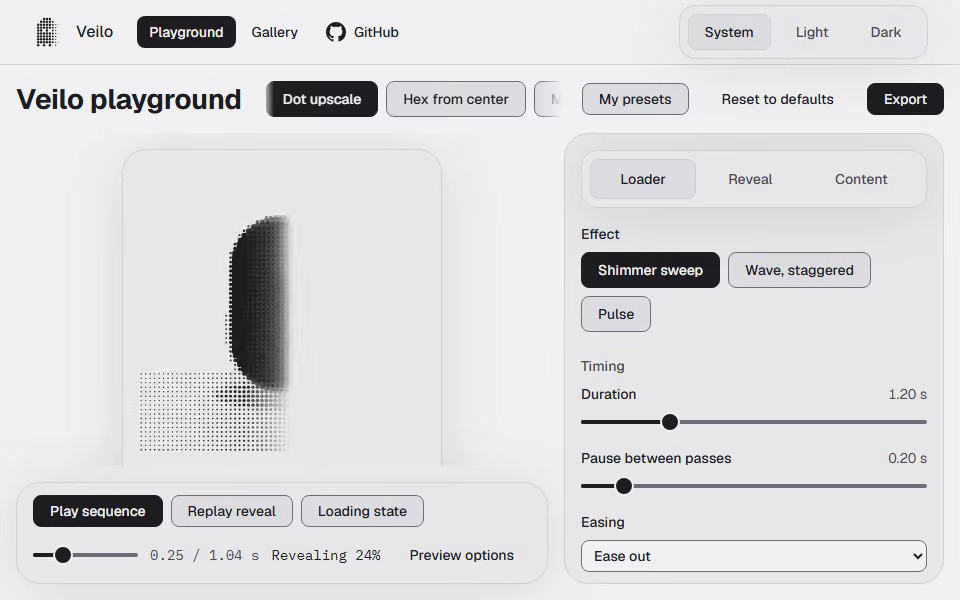 Veilo Playground Gallery GitHub System Light Dark
Veilo playground Dot upscale Hex from center My presets Reset to defaults Export
Loader Reveal Content
Effect
Shimmer sweep Wave, staggered
Pulse
Timing
Duration 1.20 s
Pause between passes 0.20 s
Easing
Ease out
Play sequence Replay reveal Loading state
0.25 / 1.04 s Revealing 24% Preview options